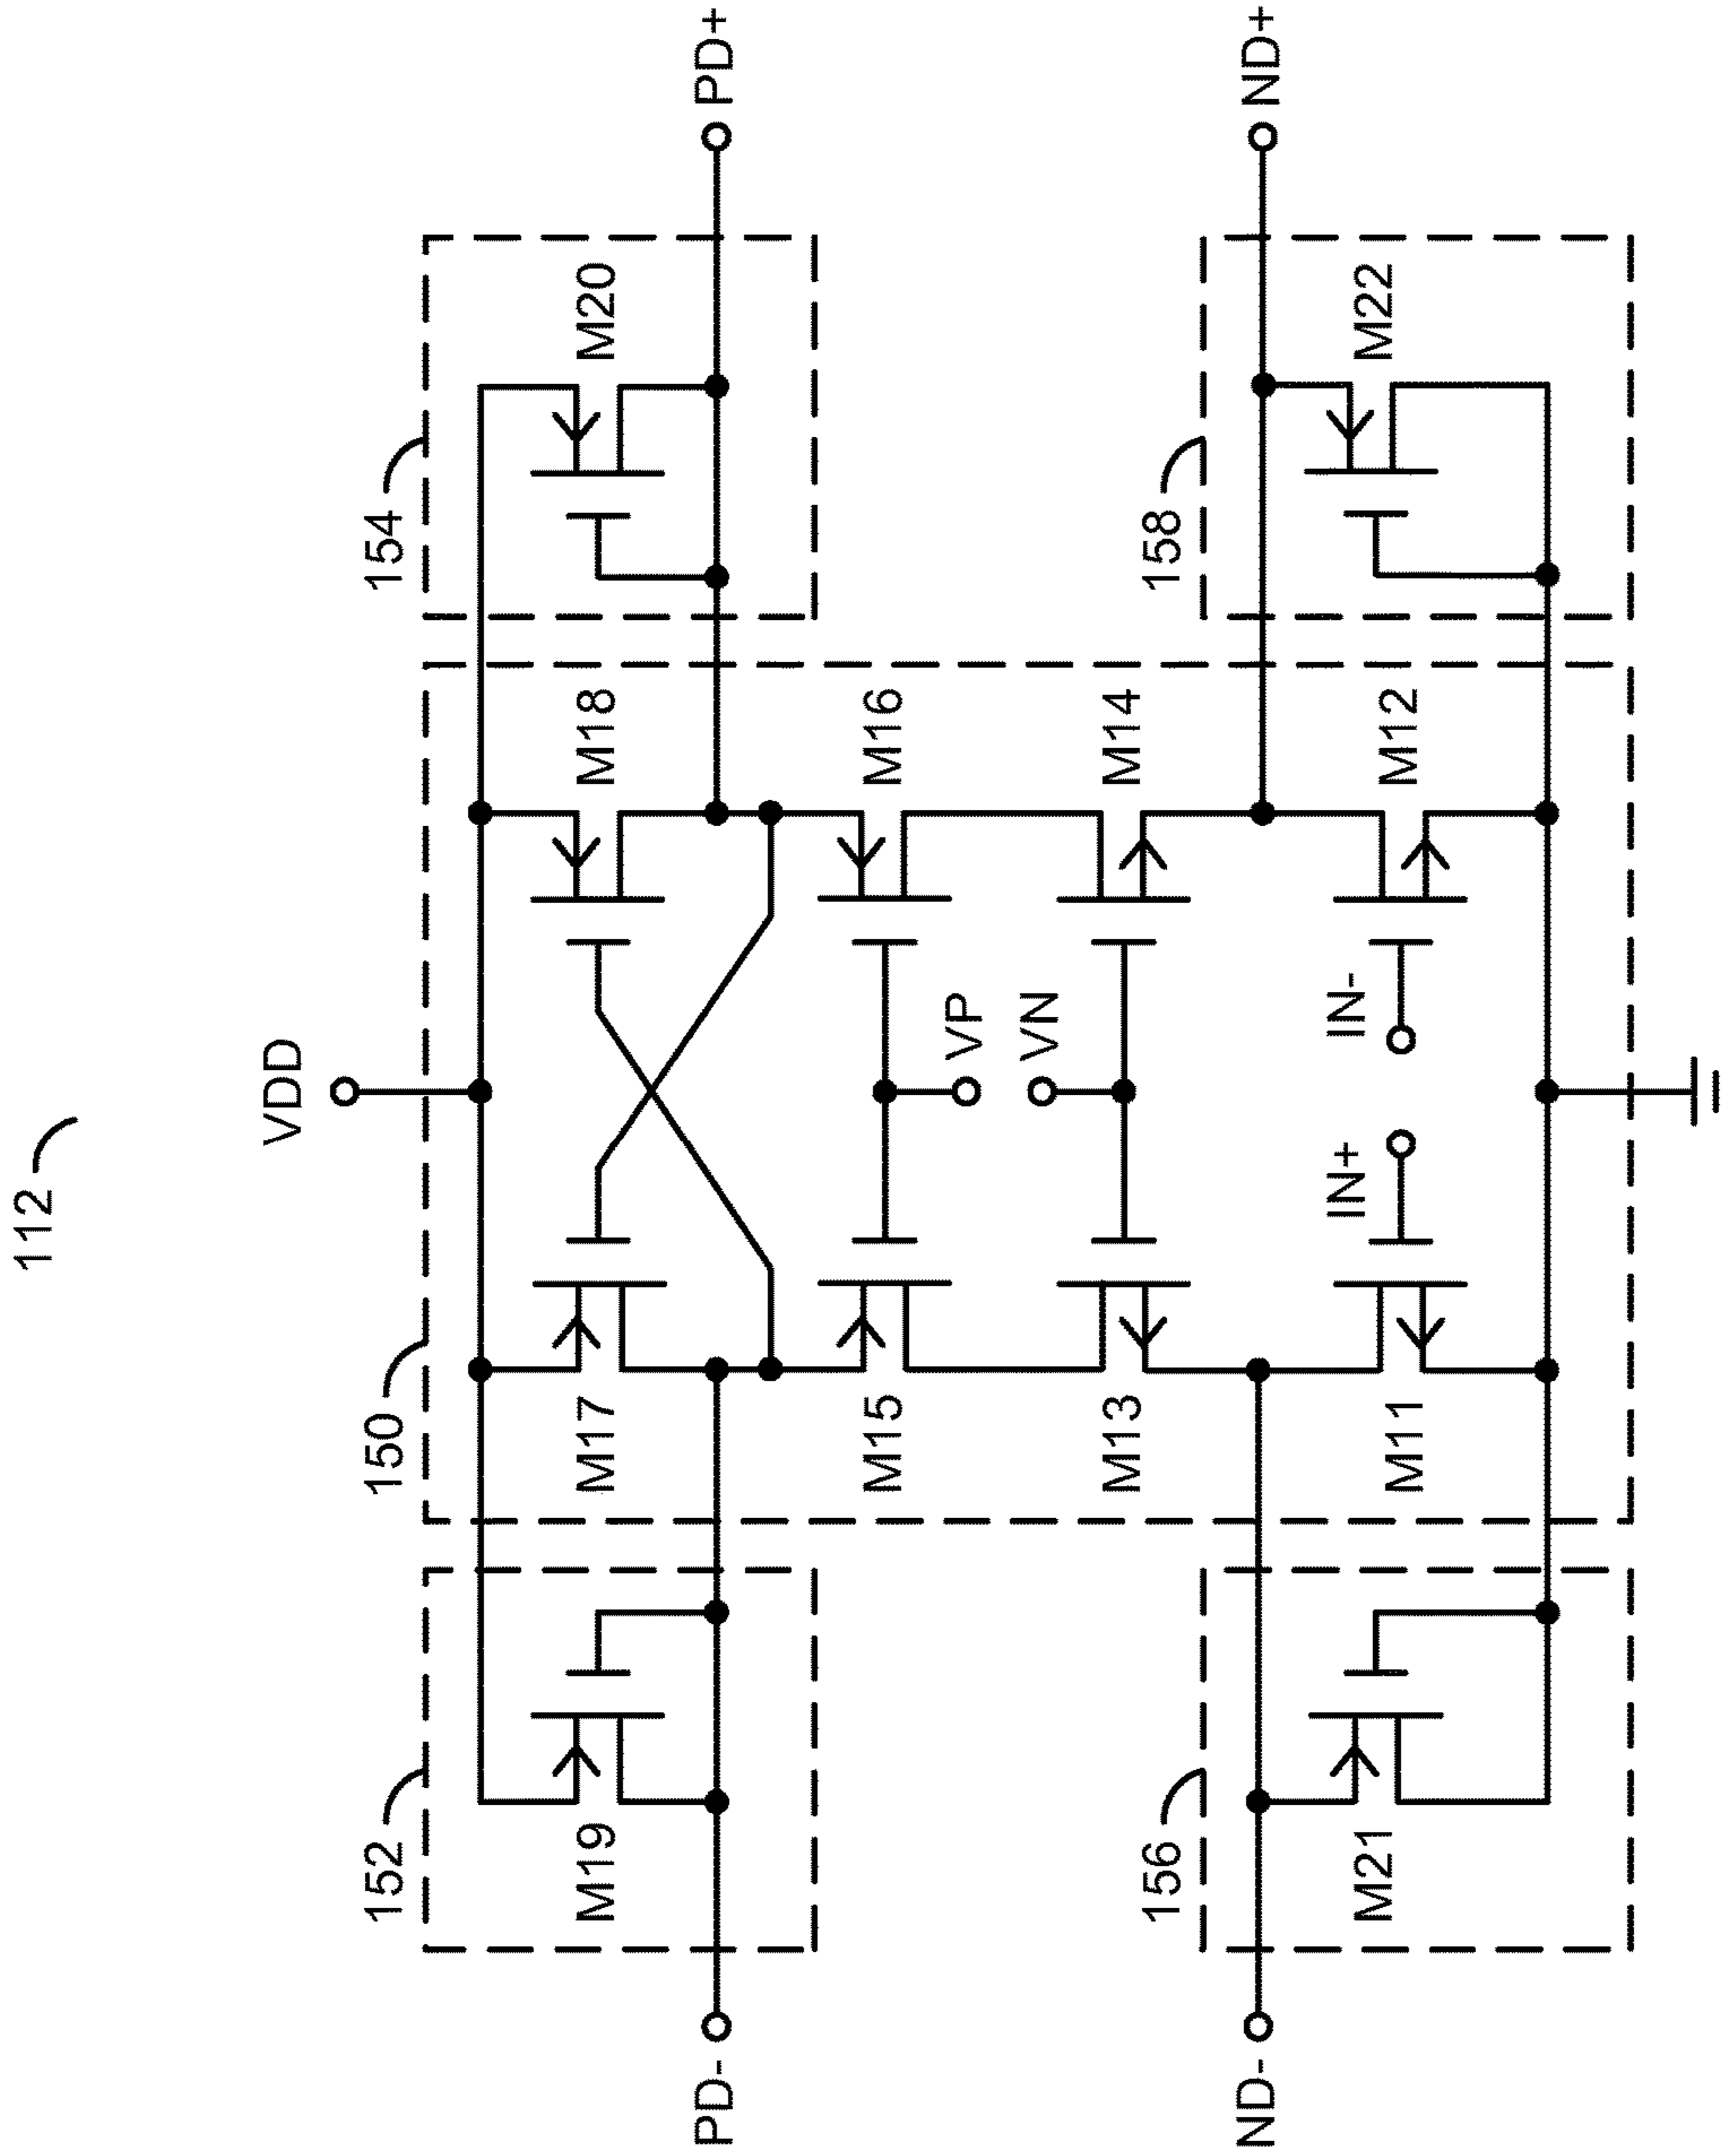 112
VDD
150
152
154
M19
M17
M18
M20
PD-
PD+
M15
M16
VP
VN
M13
M14
156
158
ND-
ND+
IN+
IN-
M21
M11
M12
M22